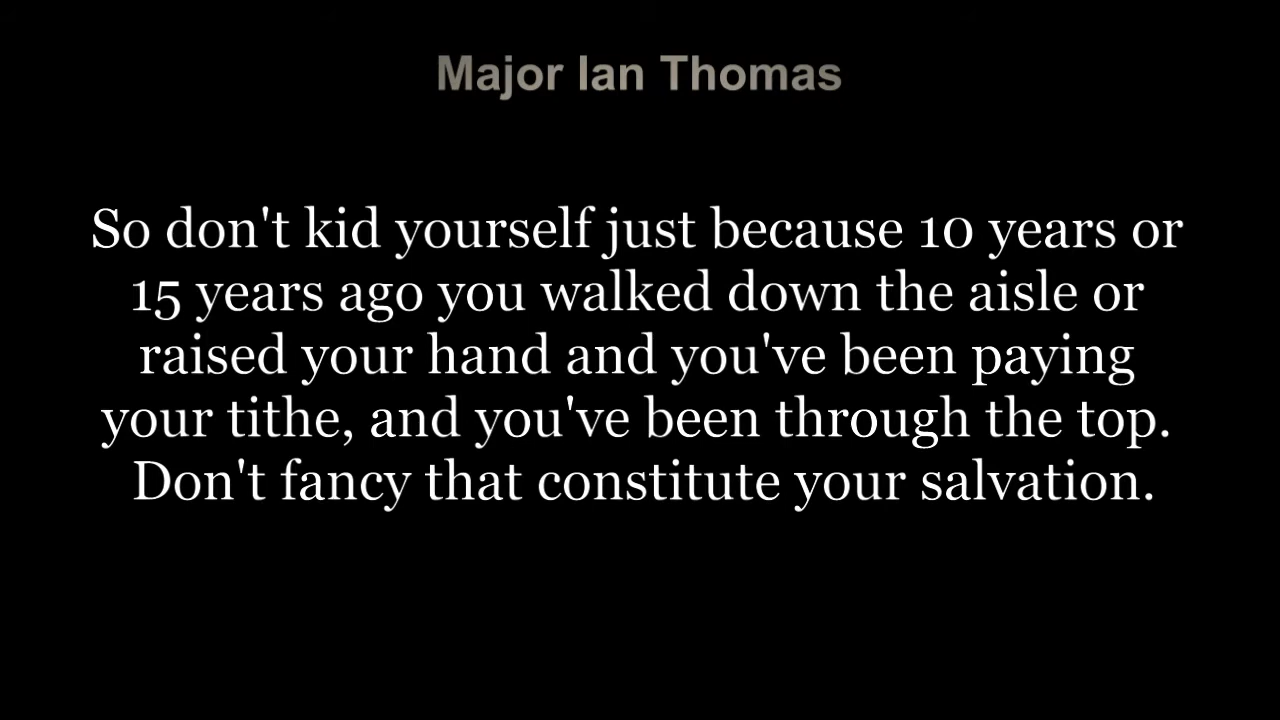 Major Ian Thomas
So don't kid yourself just because 10 years or
15 years ago you walked down the aisle or
raised your hand and you've been paying
your tithe, and you've been through the top.
Don't fancy that constitute your salvation.